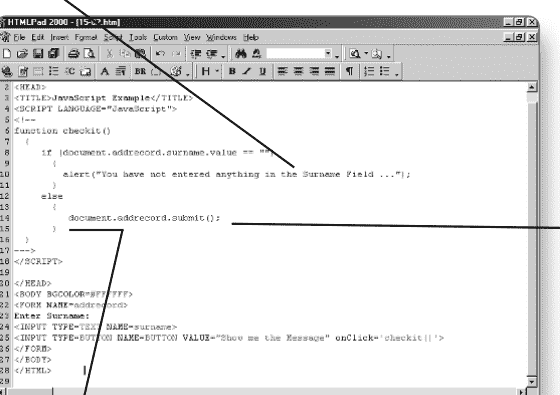 HTMLPad 2000 - [15-02.htm]
File Edit Insert Format Script Tools Custom View Windows Help
2 <HEAD>
3 <TITLE>JavaScript Example</TITLE>
4 <SCRIPT LANGUAGE="JavaScript">
5 <!--
6 function checkit()
7 {
8 if (document.addrecord.surname.value == "")
9 {
10 alert("You have not entered anything in the Surname Field ...");
11 }
12 else
13 {
14 document.addrecord.submit();
15 }
16 }
17 --->
18 </SCRIPT>
19
20 </HEAD>
21 <BODY BGCOLOR=#FFFFFF>
22 <FORM NAME=addrecord>
23 Enter Surname:
24 <INPUT TYPE=TEXT NAME=surname>
25 <INPUT TYPE=BUTTON NAME=BUTTON VALUE="Show me the Message" onClick='checkit()'>
26 </FORM>
27 </BODY>
28 </HTML>
29